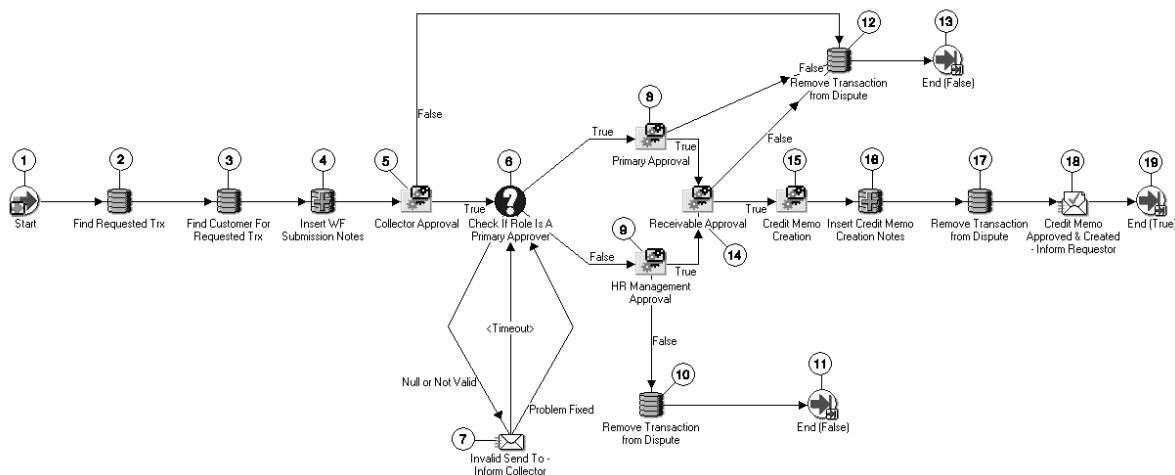 12
13
False
Remove Transaction
from Dispute
End (False)
8
False
True
Primary Approval
True
False
1
2
3
4
5
6
15
16
17
18
19
Start
Find Requested Trx
Find Customer For
Requested Trx
Insert WF
Submission Notes
Collector Approval
True
Check If Role Is A
Primary Approver
Receivable Approval
True
Credit Memo
Creation
Insert Credit Memo
Creation Notes
Remove Transaction
from Dispute
Credit Memo
Approved & Created
- Inform Requestor
End (True)
False
9
True
14
HR Management
Approval
<Timeout>
False
Null or Not Valid
Problem Fixed
10
11
Remove Transaction
from Dispute
End (False)
7
Invalid Send To -
Inform Collector